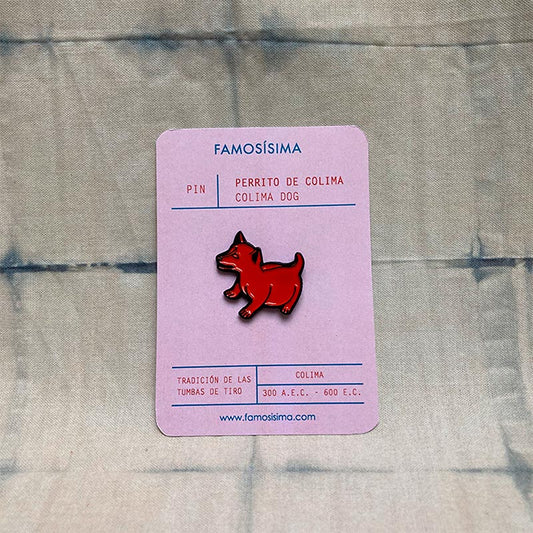 FAMOSÍSIMA
PIN
PERRITO DE COLIMA
COLIMA DOG
TRADICIÓN DE LAS
TUMBAS DE TIRO
COLIMA
300 A.E.C. - 600 E.C.
www.famosisima.com